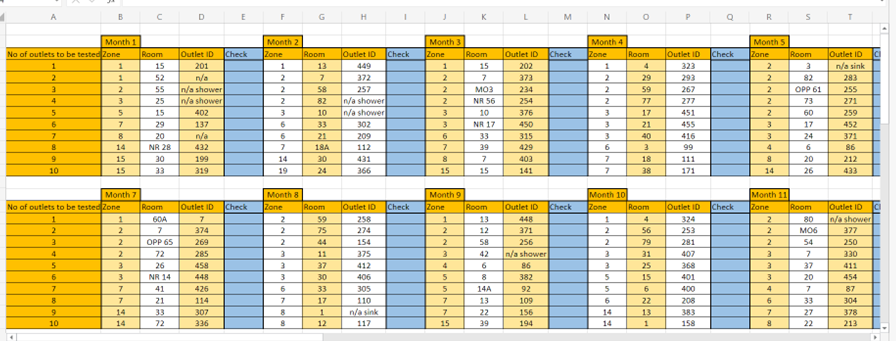 A B C D E F G H I J K L M N O P Q R S T
Month 1 Month 2 Month 3 Month 4 Month 5
No of outlets to be tested Zone Room Outlet ID Check Zone Room Outlet ID Check Zone Room Outlet ID Check Zone Room Outlet ID Check Zone Room Outlet ID
1 1 15 201 1 13 449 1 15 202 1 4 323 2 3 n/a sink
2 1 52 n/a 2 7 372 2 7 373 2 29 293 2 82 283
3 2 55 n/a shower 2 58 257 2 MO3 234 2 59 267 2 OPP 61 255
4 3 25 n/a shower 2 82 n/a shower 2 NR 56 254 2 77 277 2 73 271
5 5 15 402 3 10 n/a shower 3 10 376 3 17 451 2 60 259
6 7 29 137 6 33 302 3 NR 17 450 3 21 455 3 17 452
7 8 20 n/a 6 21 209 6 33 315 3 40 416 3 24 371
8 14 NR 28 432 7 18A 112 7 39 429 6 3 99 4 6 86
9 15 30 199 14 30 431 8 7 403 7 18 111 8 20 212
10 15 33 319 19 24 366 15 15 141 7 38 171 14 26 433
Month 7 Month 8 Month 9 Month 10 Month 11
No of outlets to be tested Zone Room Outlet ID Check Zone Room Outlet ID Check Zone Room Outlet ID Check Zone Room Outlet ID Check Zone Room Outlet ID
1 1 60A 7 2 59 258 1 13 448 1 4 324 2 80 n/a shower
2 2 7 374 2 75 274 2 12 371 2 56 253 2 MO6 377
3 2 OPP 65 269 2 44 154 2 58 256 2 79 281 2 54 250
4 2 72 285 3 11 375 3 42 n/a shower 3 31 407 3 7 330
5 3 26 458 3 37 412 4 6 86 3 25 368 3 37 411
6 3 NR 14 448 3 30 406 5 8 382 5 15 401 3 20 454
7 7 41 426 6 33 305 5 14A 92 5 6 400 4 7 87
8 7 21 114 7 17 110 7 13 109 6 22 208 6 33 304
9 14 33 307 8 1 n/a sink 7 22 156 14 13 383 7 27 378
10 14 72 336 8 12 117 15 39 194 14 1 158 8 22 213